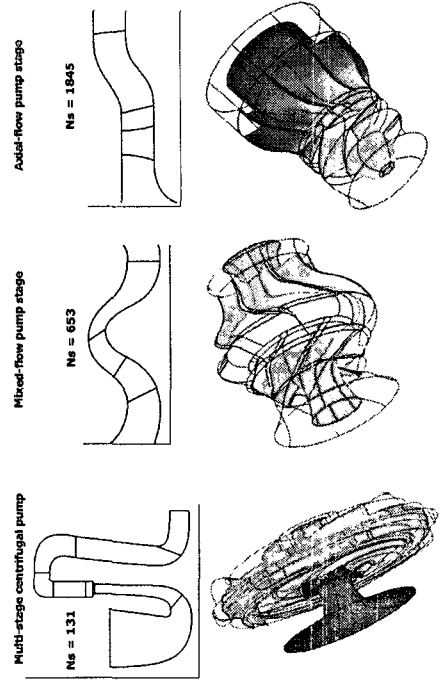 Multi-stage centrifugal pump
Ns = 131
Mixed-flow pump stage
Ns = 653
Axial-flow pump stage
Ns = 1845